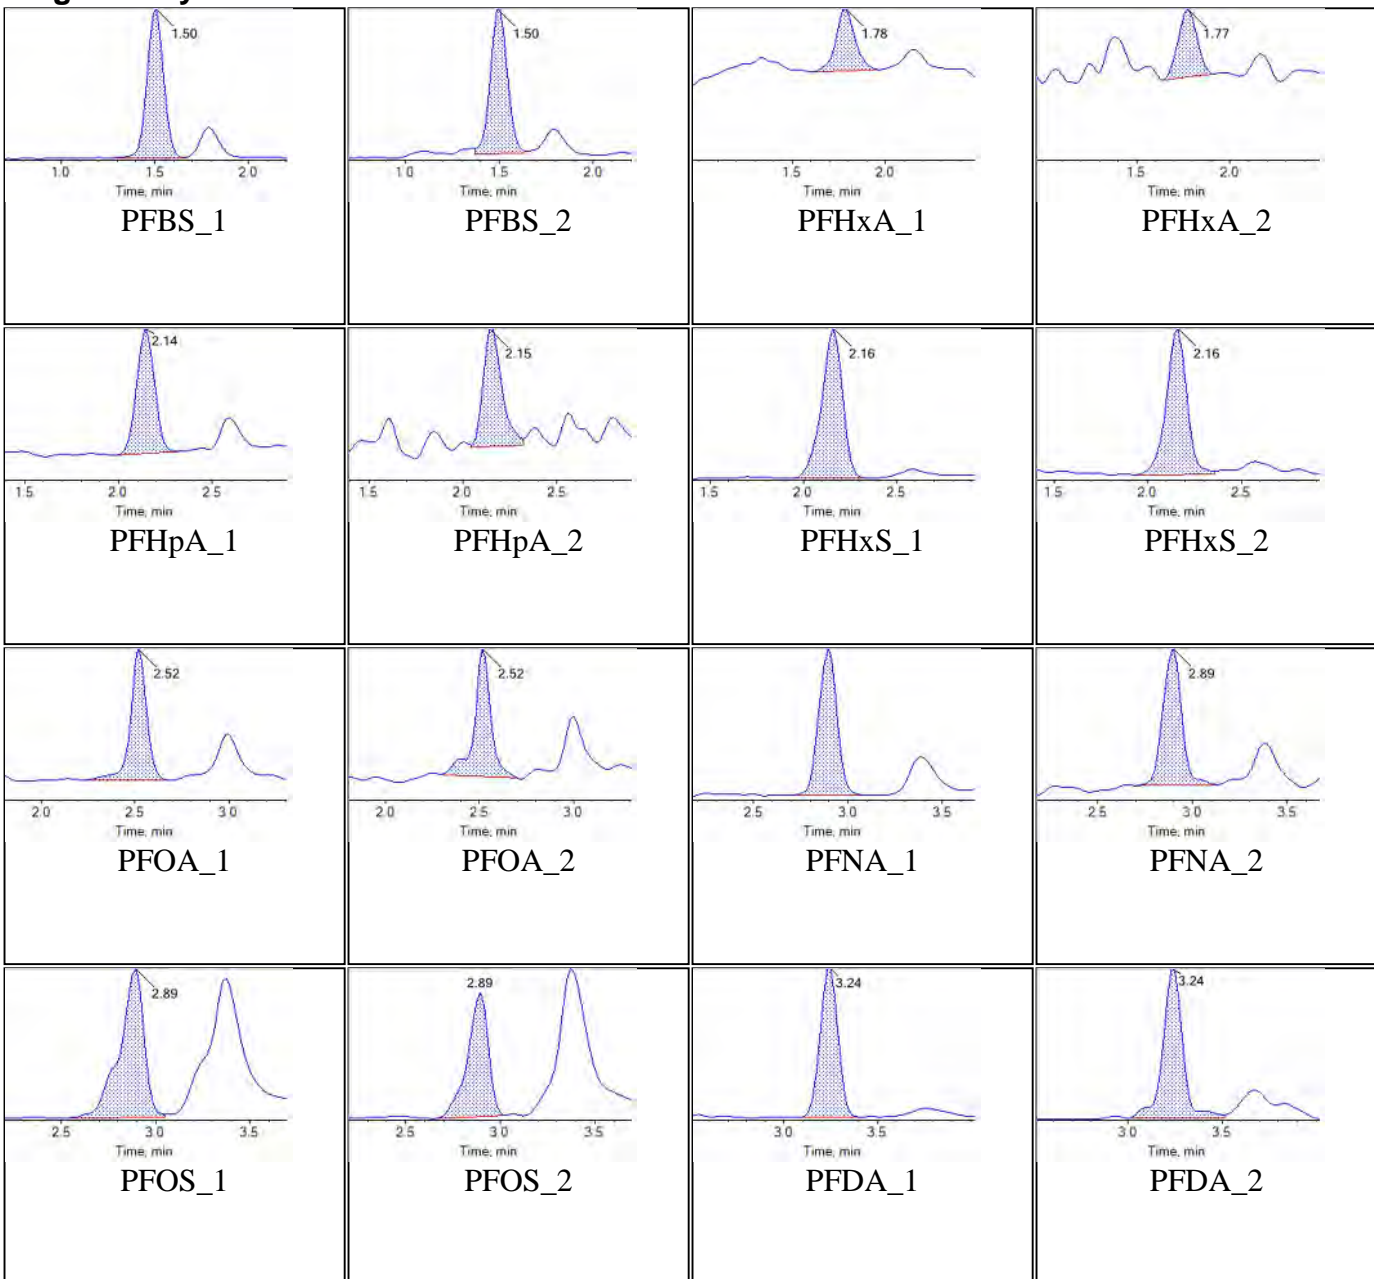 1.50 1.50 1.78 1.77
1.0 1.5 2.0 1.0 1.5 2.0 1.5 2.0 1.5 2.0
Time, min Time, min Time, min Time, min
PFBS_1 PFBS_2 PFHxA_1 PFHxA_2
2.14 2.15 2.16 2.16
1.5 2.0 2.5 1.5 2.0 2.5 1.5 2.0 2.5 1.5 2.0 2.5
Time, min Time, min Time, min Time, min
PFHpA_1 PFHpA_2 PFHxS_1 PFHxS_2
2.52 2.52 2.89
2.0 2.5 3.0 2.0 2.5 3.0 2.5 3.0 3.5 2.5 3.0 3.5
Time, min Time, min Time, min Time, min
PFOA_1 PFOA_2 PFNA_1 PFNA_2
2.89 2.89 3.24 3.24
2.5 3.0 3.5 2.5 3.0 3.5 3.0 3.5 3.0 3.5
Time, min Time, min Time, min Time, min
PFOS_1 PFOS_2 PFDA_1 PFDA_2